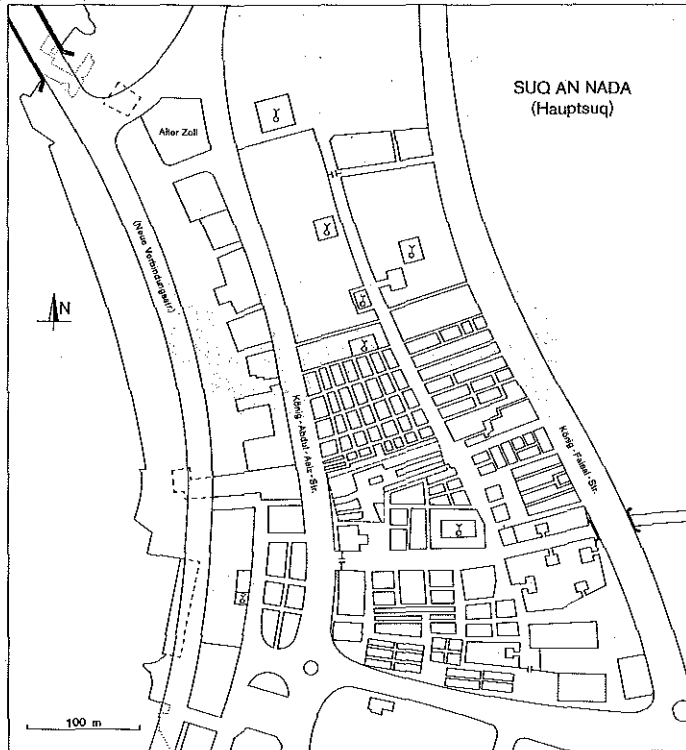 SUQ AN NADA
(Hauptsuq)
Alter Zoll
(Neue Verbindungsstr.)
N
König-Abdul-Aziz-Str.
König-Faisal-Str.
100 m